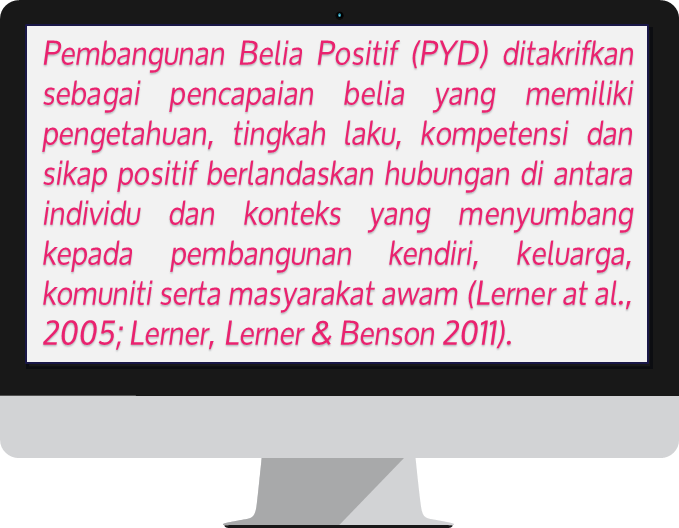 Pembangunan Belia Positif (PYD) ditakrifkan
sebagai pencapaian belia yang memiliki
pengetahuan, tingkah laku, kompetensi dan
sikap positif berlandaskan hubungan di antara
individu dan konteks yang menyumbang
kepada pembangunan kendiri, keluarga,
komuniti serta masyarakat awam (Lerner at al.,
2005; Lerner, Lerner & Benson 2011).